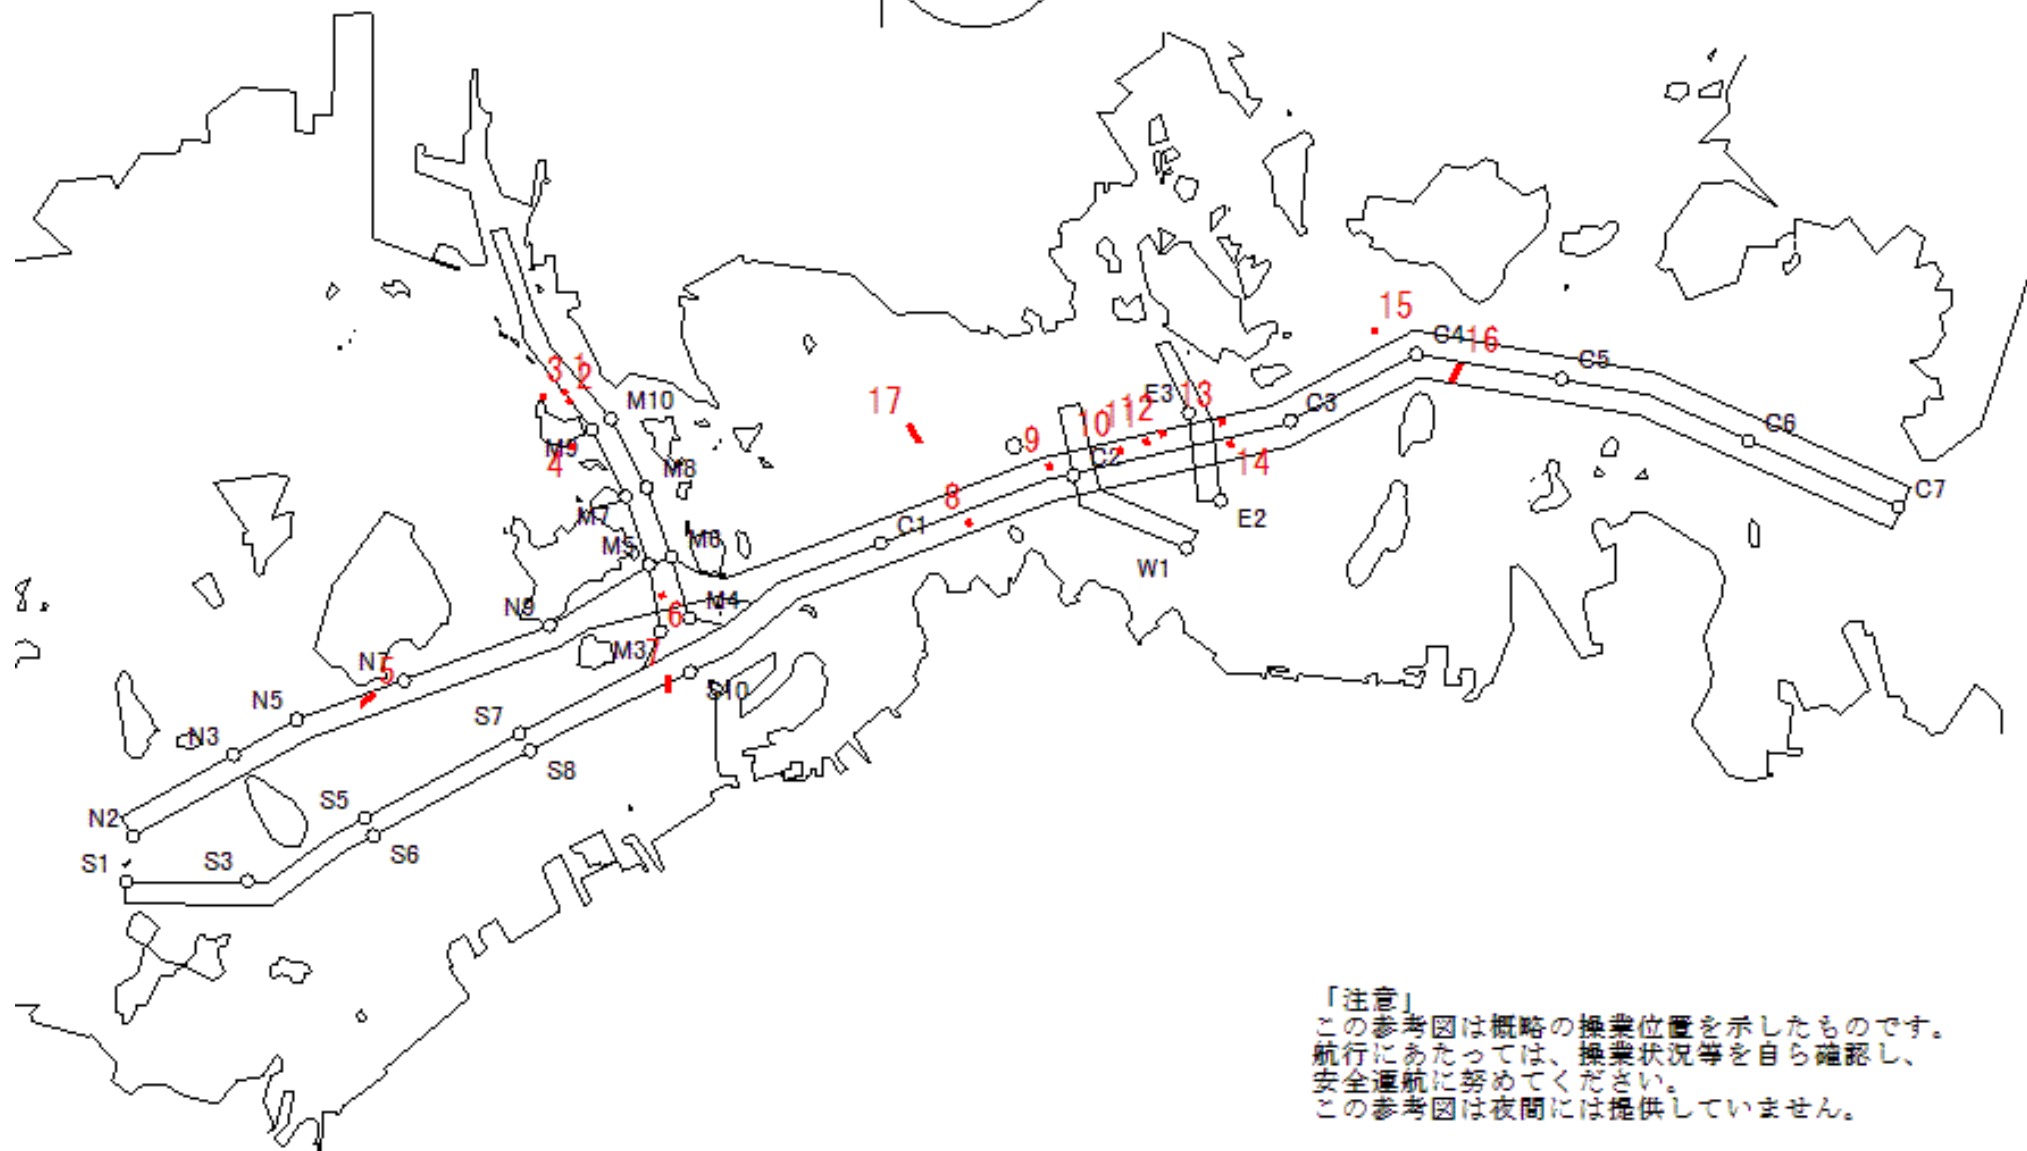 15
C4
16
C5
3
1
2
M10
17
E3
13
C3
10
11
12
9
C6
M9
4
M8
C2
14
8
C7
M7
C1
E2
M5
M6
W1
N9
6
M4
M3
7
N7
5
S10
N5
S7
N3
S8
S5
N2
S6
S1
S3
「注意」
この参考図は概略の操業位置を示したものです。
航行にあたっては、操業状況等を自ら確認し、
安全運航に努めてください。
この参考図は夜間には提供していません。